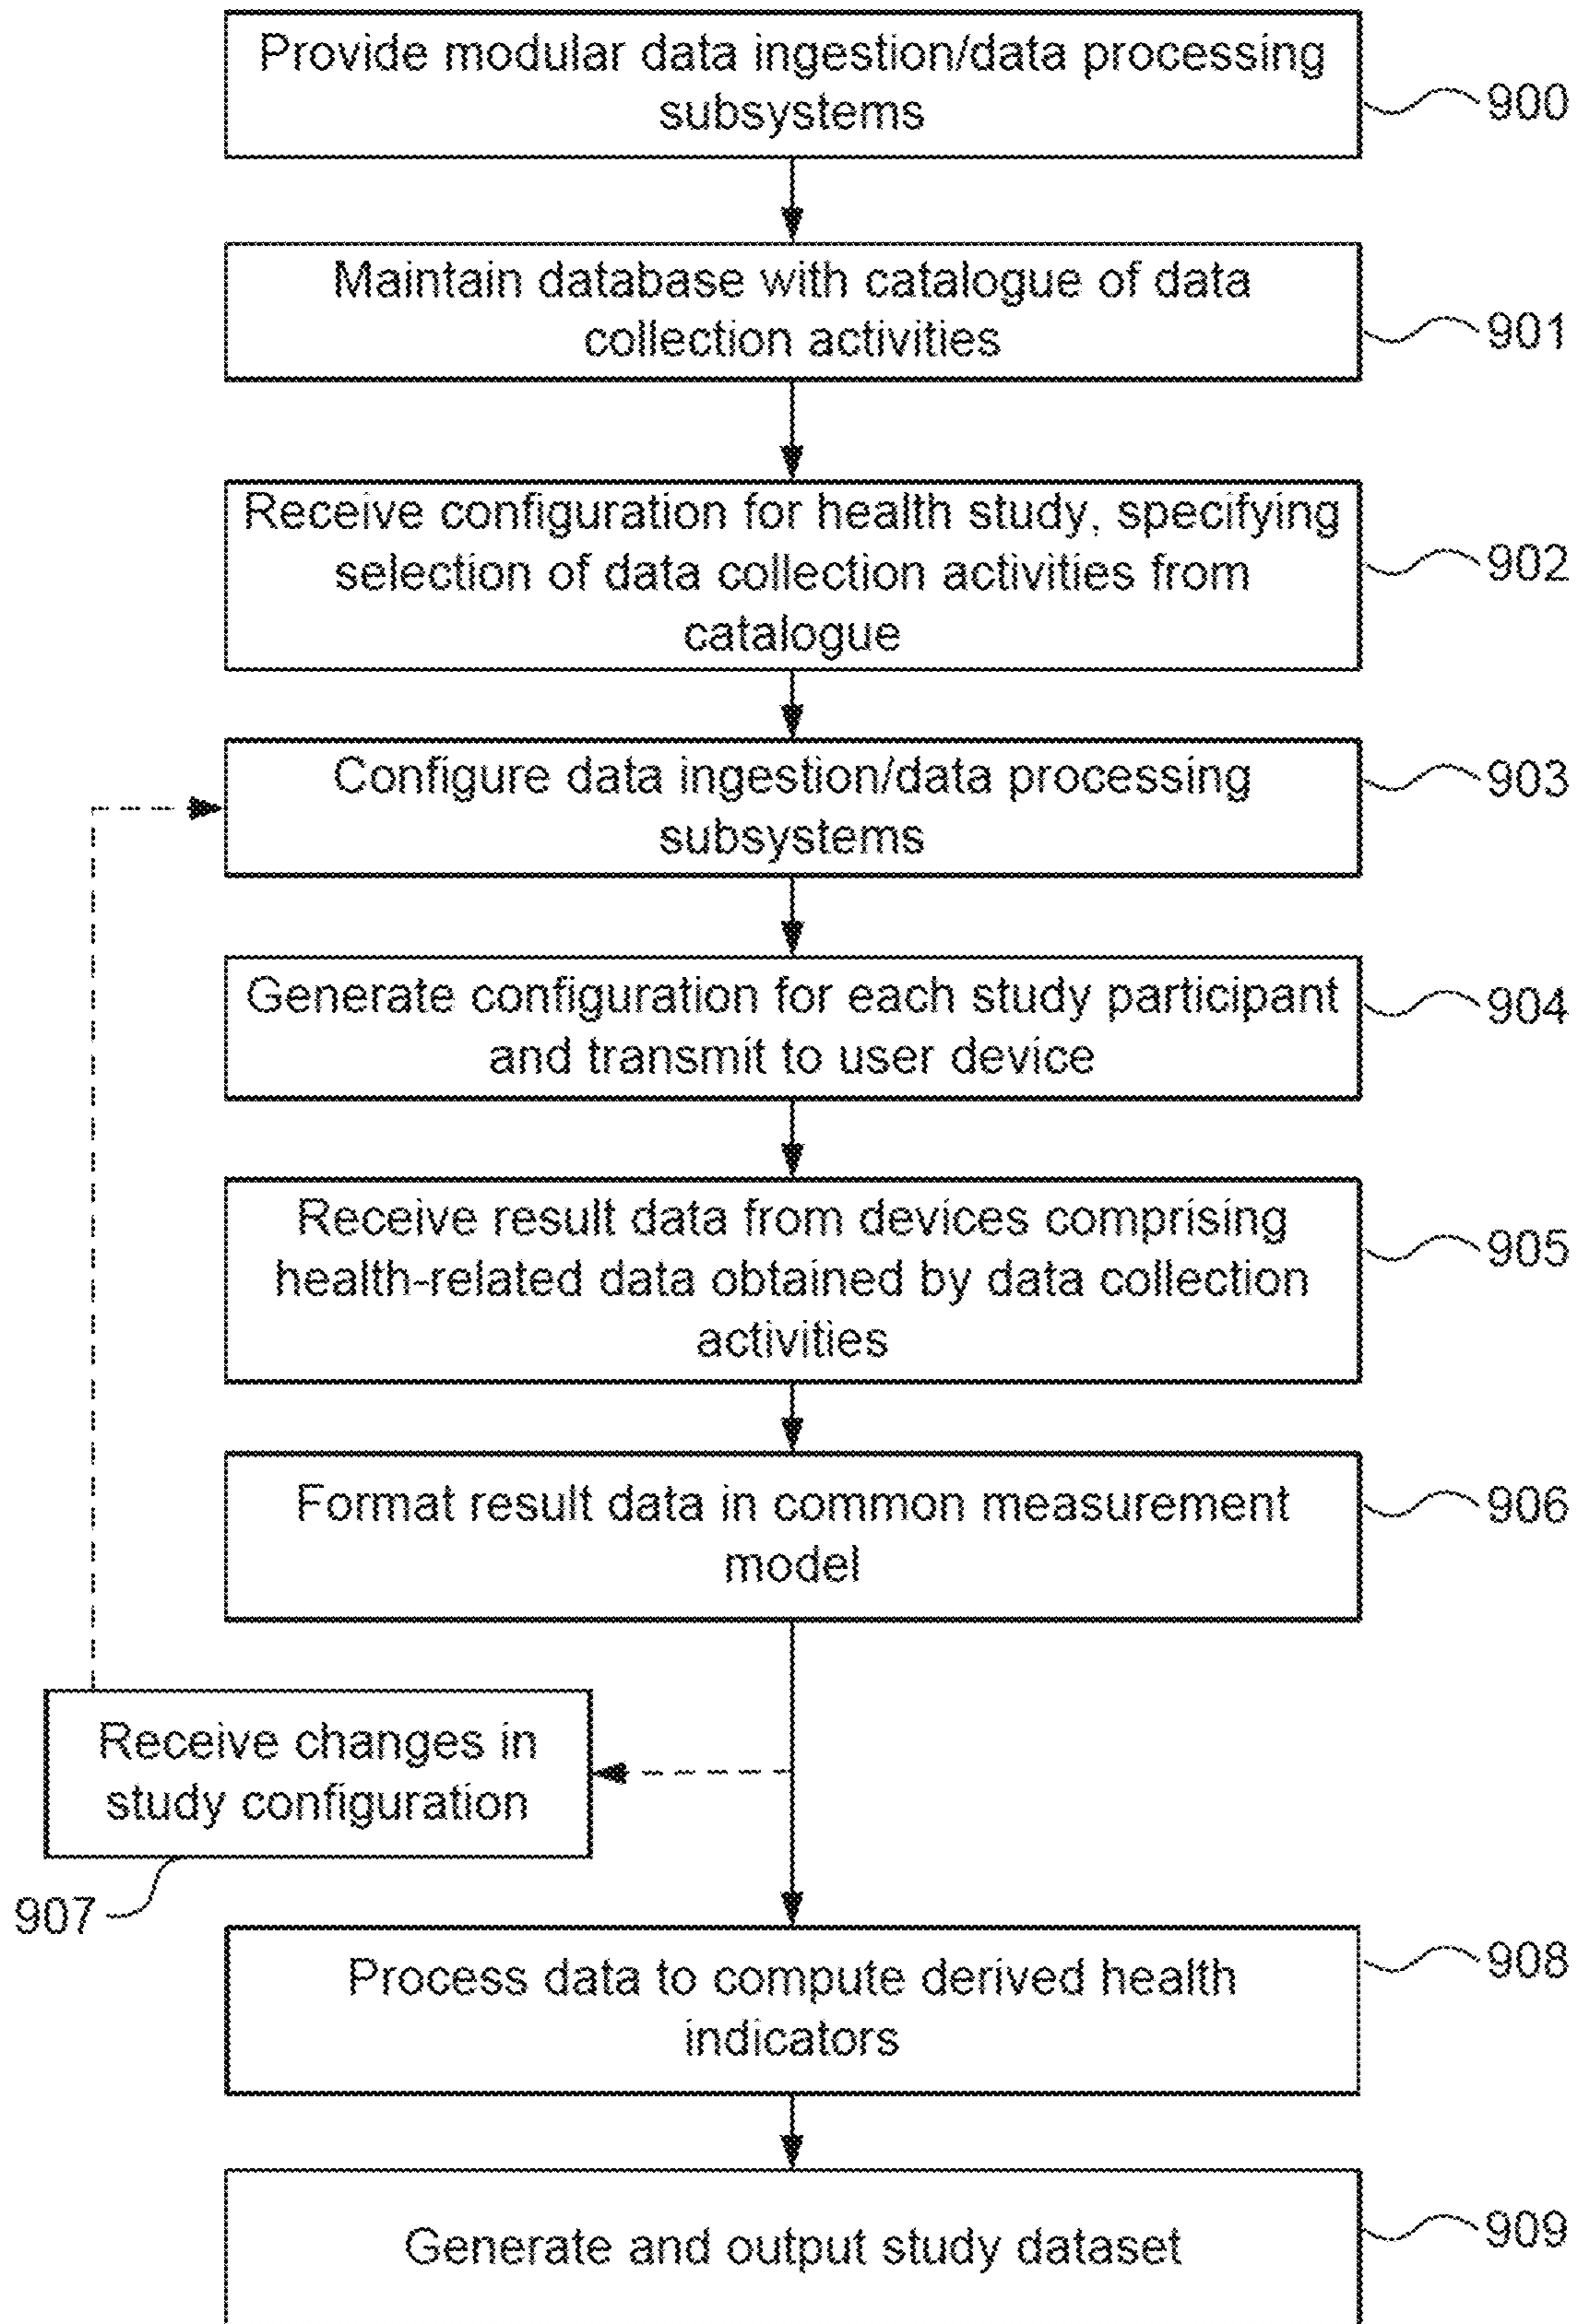 Provide modular data ingestion/data processing
subsystems
900
Maintain database with catalogue of data
collection activities
901
Receive configuration for health study, specifying
selection of data collection activities from
catalogue
902
Configure data ingestion/data processing
subsystems
903
Generate configuration for each study participant
and transmit to user device
904
Receive result data from devices comprising
health-related data obtained by data collection
activities
905
Format result data in common measurement
model
906
Receive changes in
study configuration
907
Process data to compute derived health
indicators
908
Generate and output study dataset
909